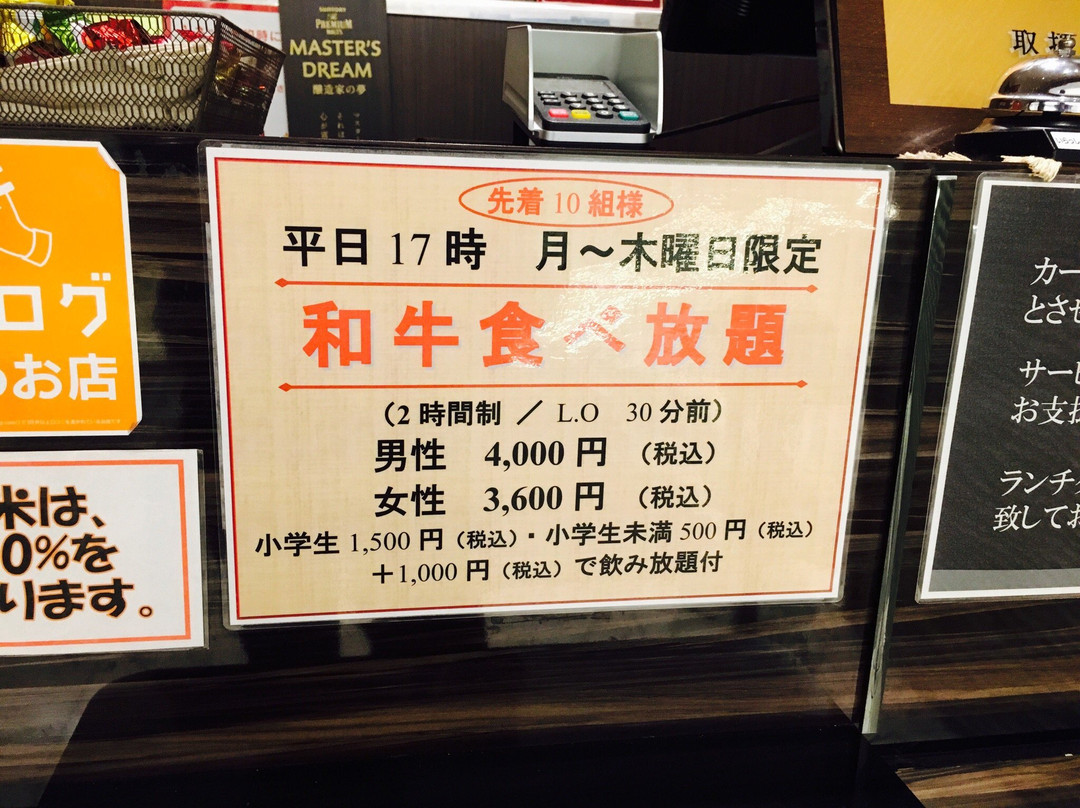 SUNTORY
THE
PREMIUM
MALT'S
MASTER'S
DREAM
醸造家の夢
取
先着10組様
平日17時 月〜木曜日限定
和牛食べ放題
(2時間制 / L.O 30分前)
男性 4,000円 (税込)
女性 3,600円 (税込)
小学生1,500円(税込)・小学生未満500円(税込)
+1,000円(税込)で飲み放題付
ログ
お店
米は、
0%を
ります。
カー
とさせ
サービ
お支払
ランチ
致してお